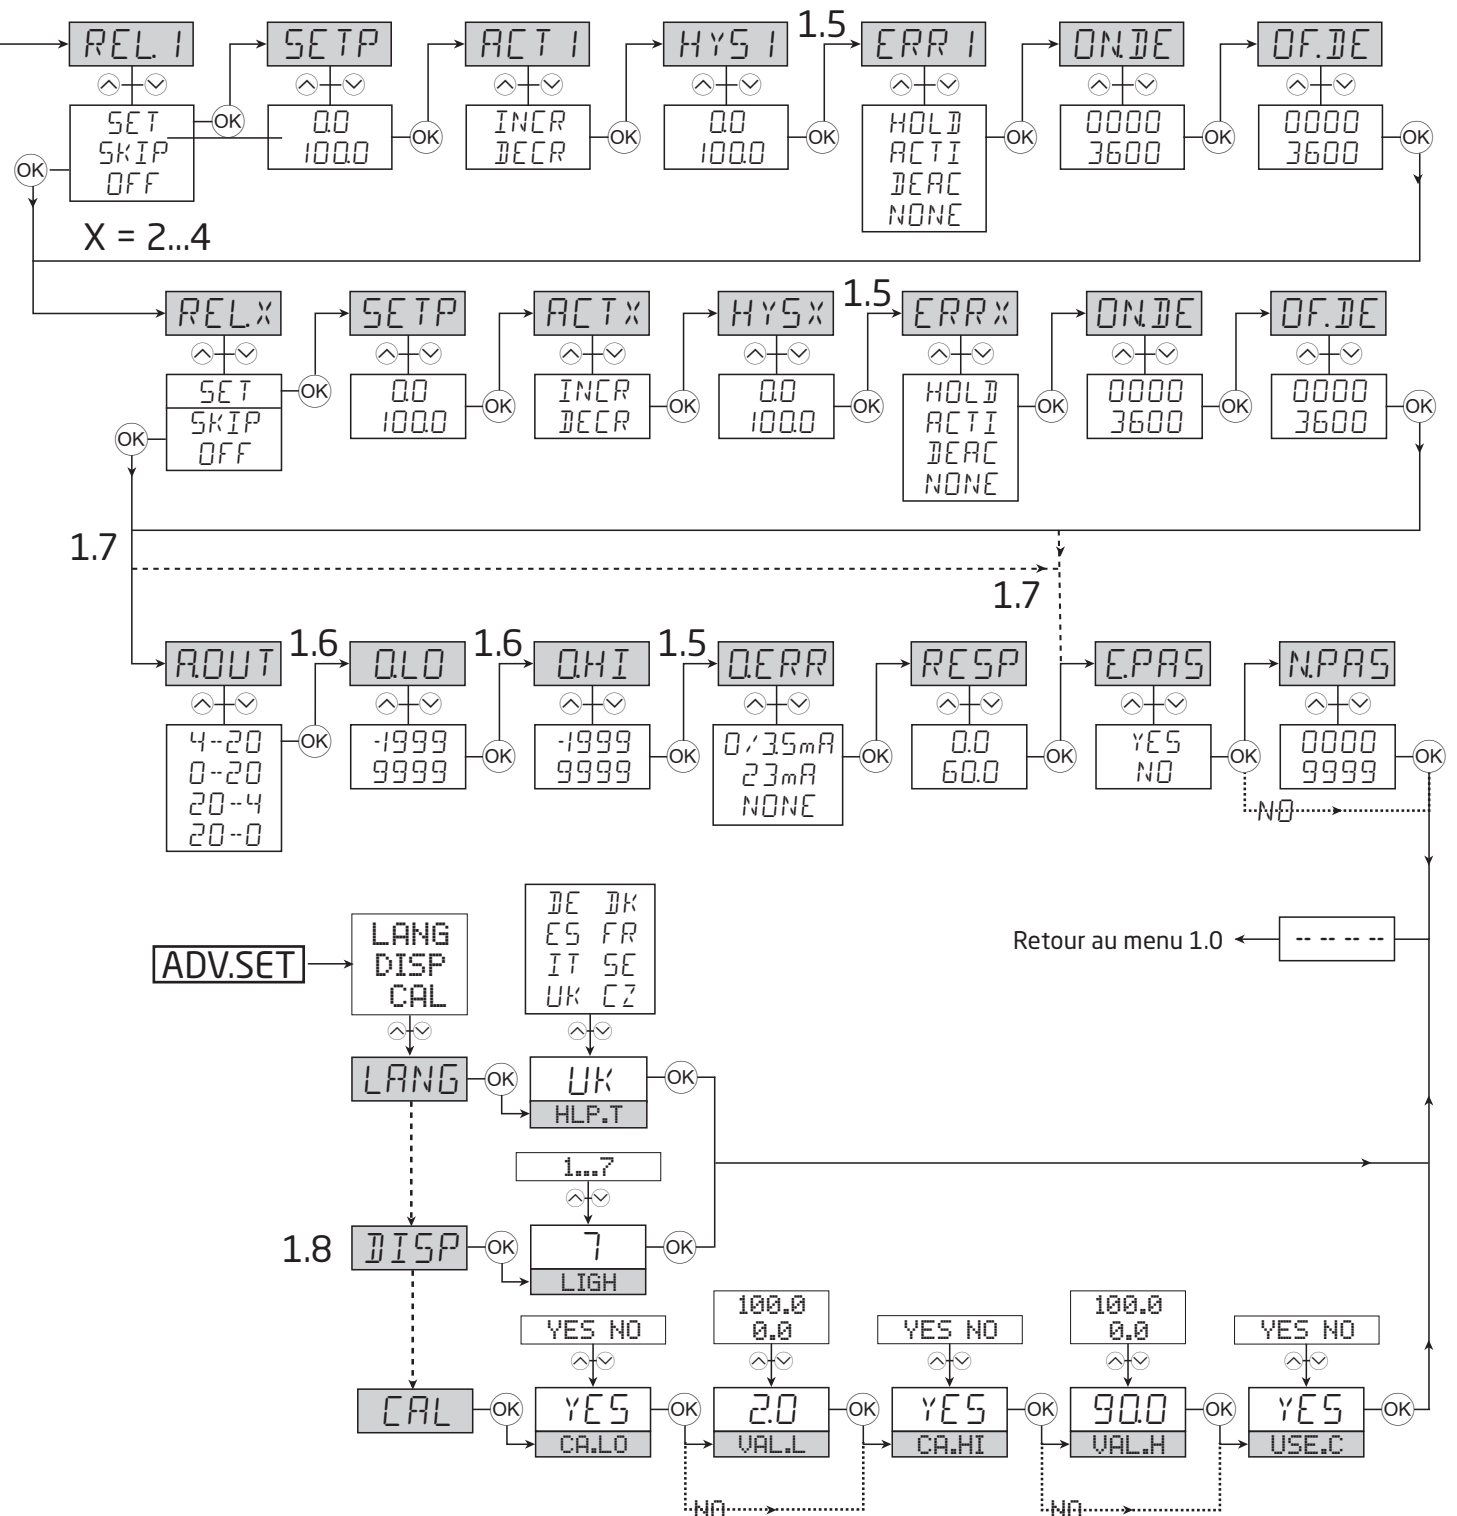 REL.1 SETP ACT1 HYS1 1.5 ERR1 ON.DE OF.DE
SET
SKIP
OFF
OK
OK
0.0
100.0
OK
INCR
DECR
OK
0.0
100.0
OK
HOLD
ACTI
DEAC
NONE
OK
0000
3600
OK
0000
3600
OK
X = 2...4
REL.X SETP ACTX HYSX 1.5 ERRX ON.DE OF.DE
SET
SKIP
OFF
OK
OK
0.0
100.0
OK
INCR
DECR
OK
0.0
100.0
OK
HOLD
ACTI
DEAC
NONE
OK
0000
3600
OK
0000
3600
OK
1.7
1.7
A.OUT 1.6 O.LO 1.6 O.HI 1.5 O.ERR RESP E.PAS N.PAS
4--20
0--20
20--4
20--0
OK
-1999
9999
OK
-1999
9999
OK
0/3.5mA
23mA
NONE
OK
0.0
60.0
OK
YES
NO
OK
0000
9999
OK
NO
Retour au menu 1.0
-- -- -- --
ADV.SET
LANG
DISP
CAL
DE DK
ES FR
IT SE
UK CZ
LANG OK UK OK
HLP.T
1...7
1.8 DISP OK 7 OK
LIGH
YES NO
100.0
0.0
YES NO
100.0
0.0
YES NO
CAL OK YES OK 2.0 OK YES OK 90.0 OK YES OK
CA.LO VAL.L CA.HI VAL.H USE.C
NO NO